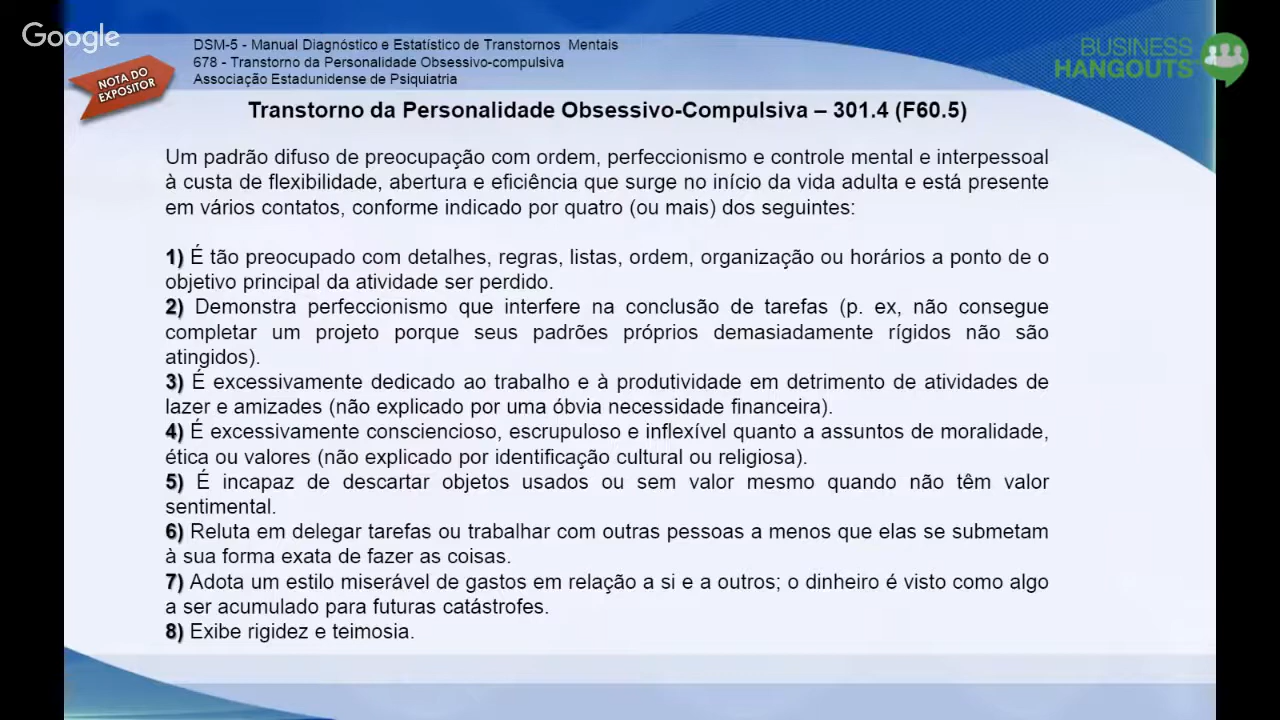 Google
DSM-5 - Manual Diagnóstico e Estatístico de Transtornos Mentais
678 - Transtorno da Personalidade Obsessivo-compulsiva
Associação Estadunidense de Psiquiatria
BUSINESS
HANGOUTS
NOTA DO
EXPOSITOR
Transtorno da Personalidade Obsessivo-Compulsiva – 301.4 (F60.5)
Um padrão difuso de preocupação com ordem, perfeccionismo e controle mental e interpessoal
à custa de flexibilidade, abertura e eficiência que surge no início da vida adulta e está presente
em vários contatos, conforme indicado por quatro (ou mais) dos seguintes:
1) É tão preocupado com detalhes, regras, listas, ordem, organização ou horários a ponto de o
objetivo principal da atividade ser perdido.
2) Demonstra perfeccionismo que interfere na conclusão de tarefas (p. ex, não consegue
completar um projeto porque seus padrões próprios demasiadamente rígidos não são
atingidos).
3) É excessivamente dedicado ao trabalho e à produtividade em detrimento de atividades de
lazer e amizades (não explicado por uma óbvia necessidade financeira).
4) É excessivamente consciencioso, escrupuloso e inflexível quanto a assuntos de moralidade,
ética ou valores (não explicado por identificação cultural ou religiosa).
5) É incapaz de descartar objetos usados ou sem valor mesmo quando não têm valor
sentimental.
6) Reluta em delegar tarefas ou trabalhar com outras pessoas a menos que elas se submetam
à sua forma exata de fazer as coisas.
7) Adota um estilo miserável de gastos em relação a si e a outros; o dinheiro é visto como algo
a ser acumulado para futuras catástrofes.
8) Exibe rigidez e teimosia.